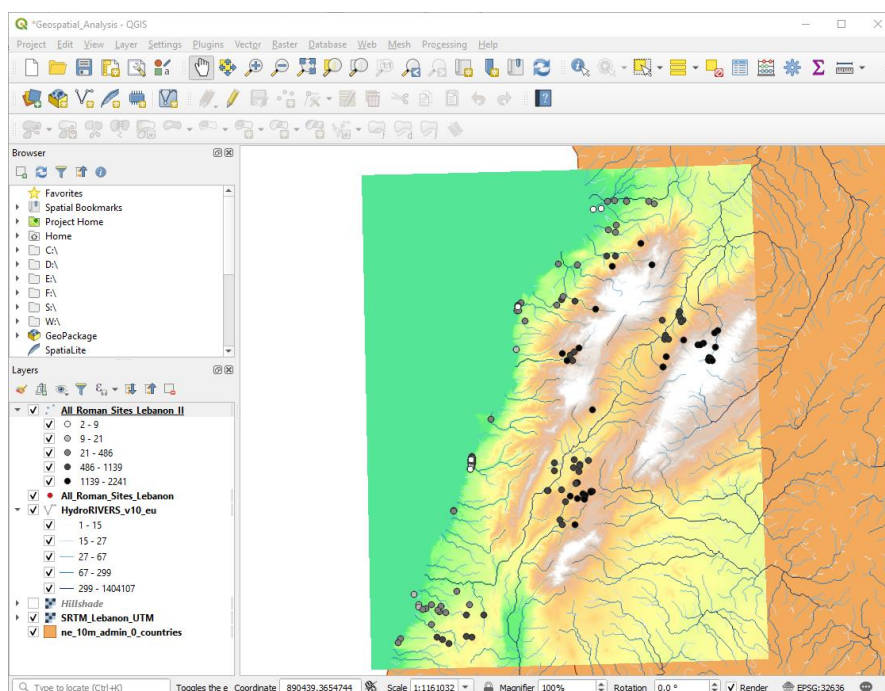 *Geospatial_Analysis - QGIS
Project Edit View Layer Settings Plugins Vector Raster Database Web Mesh Processing Help
Browser
Favorites
Spatial Bookmarks
Project Home
Home
C:\
D:\
E:\
F:\
S:\
W:\
GeoPackage
SpatiaLite
Layers
All_Roman_Sites_Lebanon_II
2 - 9
9 - 21
21 - 486
486 - 1139
1139 - 2241
All_Roman_Sites_Lebanon
HydroRIVERS_v10_eu
1 - 15
15 - 27
27 - 67
67 - 299
299 - 1404107
Hillshade
SRTM_Lebanon_UTM
ne_10m_admin_0_countries
Type to locate (Ctrl+K) Toggles the e Coordinate 890439.3654744 Scale 1:1161032 Magnifier 100% Rotation 0.0 ° Render EPSG:32636